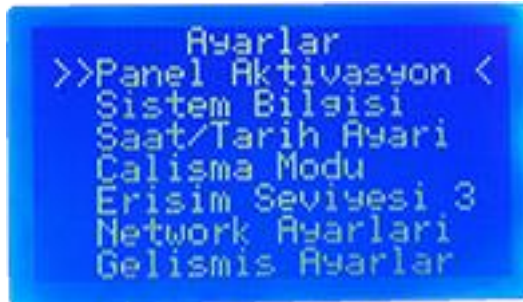 Ayarlar
>>Panel Aktivasyon <
Sistem Bilgisi
Saat/Tarih Ayari
Calisma Modu
Erisim Seviyesi 3
Network Ayarlari
Gelismis Ayarlar